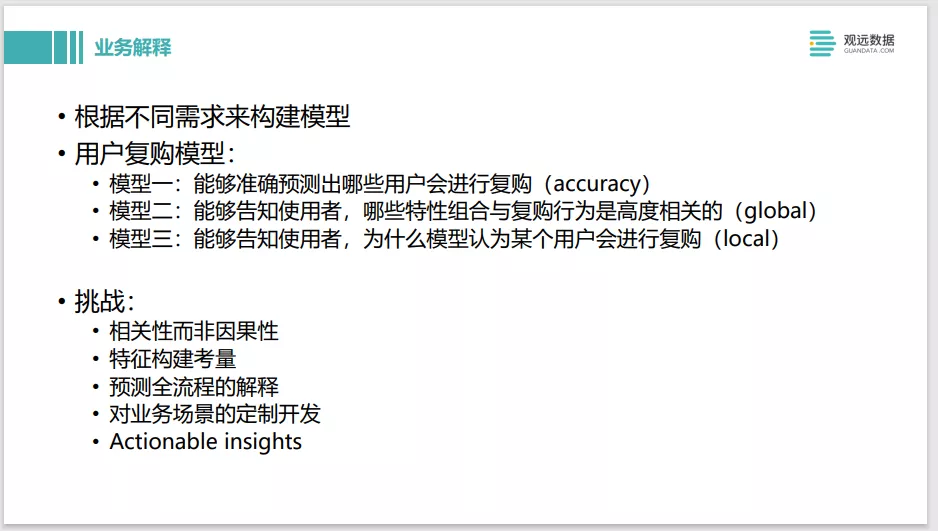 业务解释
观远数据
GUANDATA.COM
• 根据不同需求来构建模型
• 用户复购模型：
• 模型一：能够准确预测出哪些用户会进行复购（accuracy）
• 模型二：能够告知使用者，哪些特性组合与复购行为是高度相关的（global）
• 模型三：能够告知使用者，为什么模型认为某个用户会进行复购（local）
• 挑战：
• 相关性而非因果性
• 特征构建考量
• 预测全流程的解释
• 对业务场景的定制开发
• Actionable insights